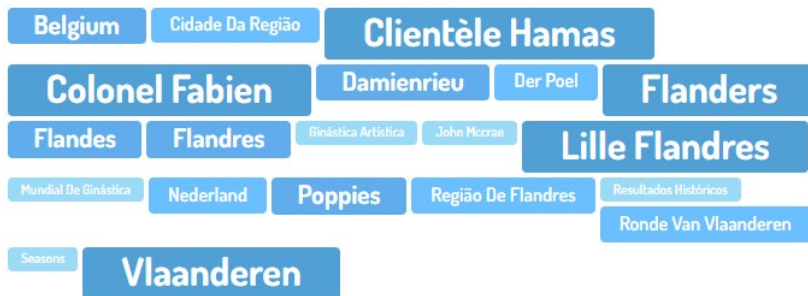 Belgium Cidade Da Região Clientèle Hamas
Colonel Fabien Damienrieu Der Poel Flanders
Flandes Flandres Ginástica Artística John Mccrae Lille Flandres
Mundial De Ginástica Nederland Poppies Região De Flandres Resultados Históricos
Ronde Van Vlaanderen
Seasons Vlaanderen